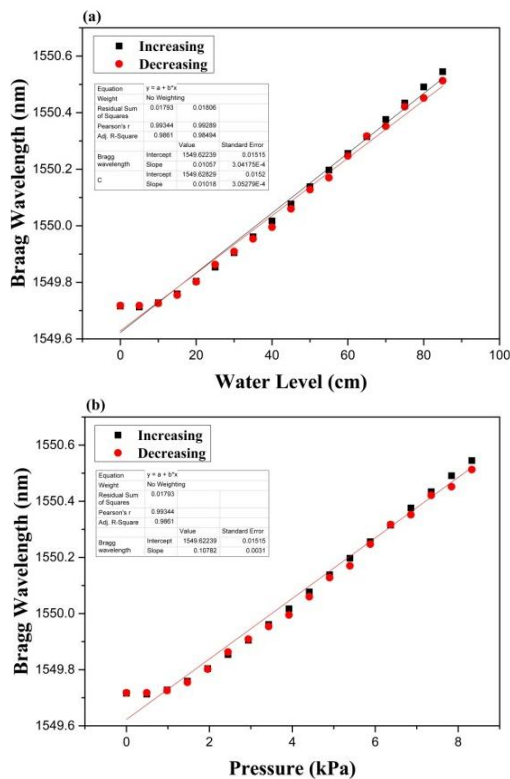 (a)
1550.6
1550.4
1550.2
1550.0
1549.8
1549.6
Braag Wavelength (nm)
Increasing
Decreasing
Equation y = a + b*x
Weight No Weighting
Residual Sum of Squares 0.01793 0.01806
Pearson's r 0.99344 0.99289
Adj. R-Square 0.9861 0.98494
Value Standard Error
Bragg wavelength Intercept 1549.62239 0.01515
Slope 0.01057 3.04175E-4
C Intercept 1549.62829 0.0152
Slope 0.01018 3.05279E-4
0 20 40 60 80 100
Water Level (cm)
(b)
1550.6
1550.4
1550.2
1550.0
1549.8
1549.6
Bragg Wavelength (nm)
Increasing
Decreasing
Equation y = a + b*x
Weight No Weighting
Residual Sum of Squares 0.01793
Pearson's r 0.99344
Adj. R-Square 0.9861
Value Standard Error
Bragg wavelength Intercept 1549.62239 0.01515
Slope 0.10782 0.0031
0 2 4 6 8
Pressure (kPa)